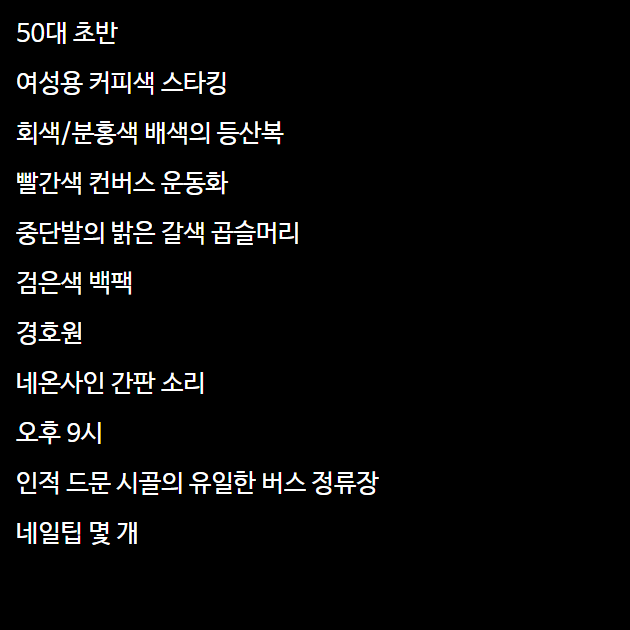 50대 초반
여성용 커피색 스타킹
회색/분홍색 배색의 등산복
빨간색 컨버스 운동화
중단발의 밝은 갈색 곱슬머리
검은색 백팩
경호원
네온사인 간판 소리
오후 9시
인적 드문 시골의 유일한 버스 정류장
네일팁 몇 개